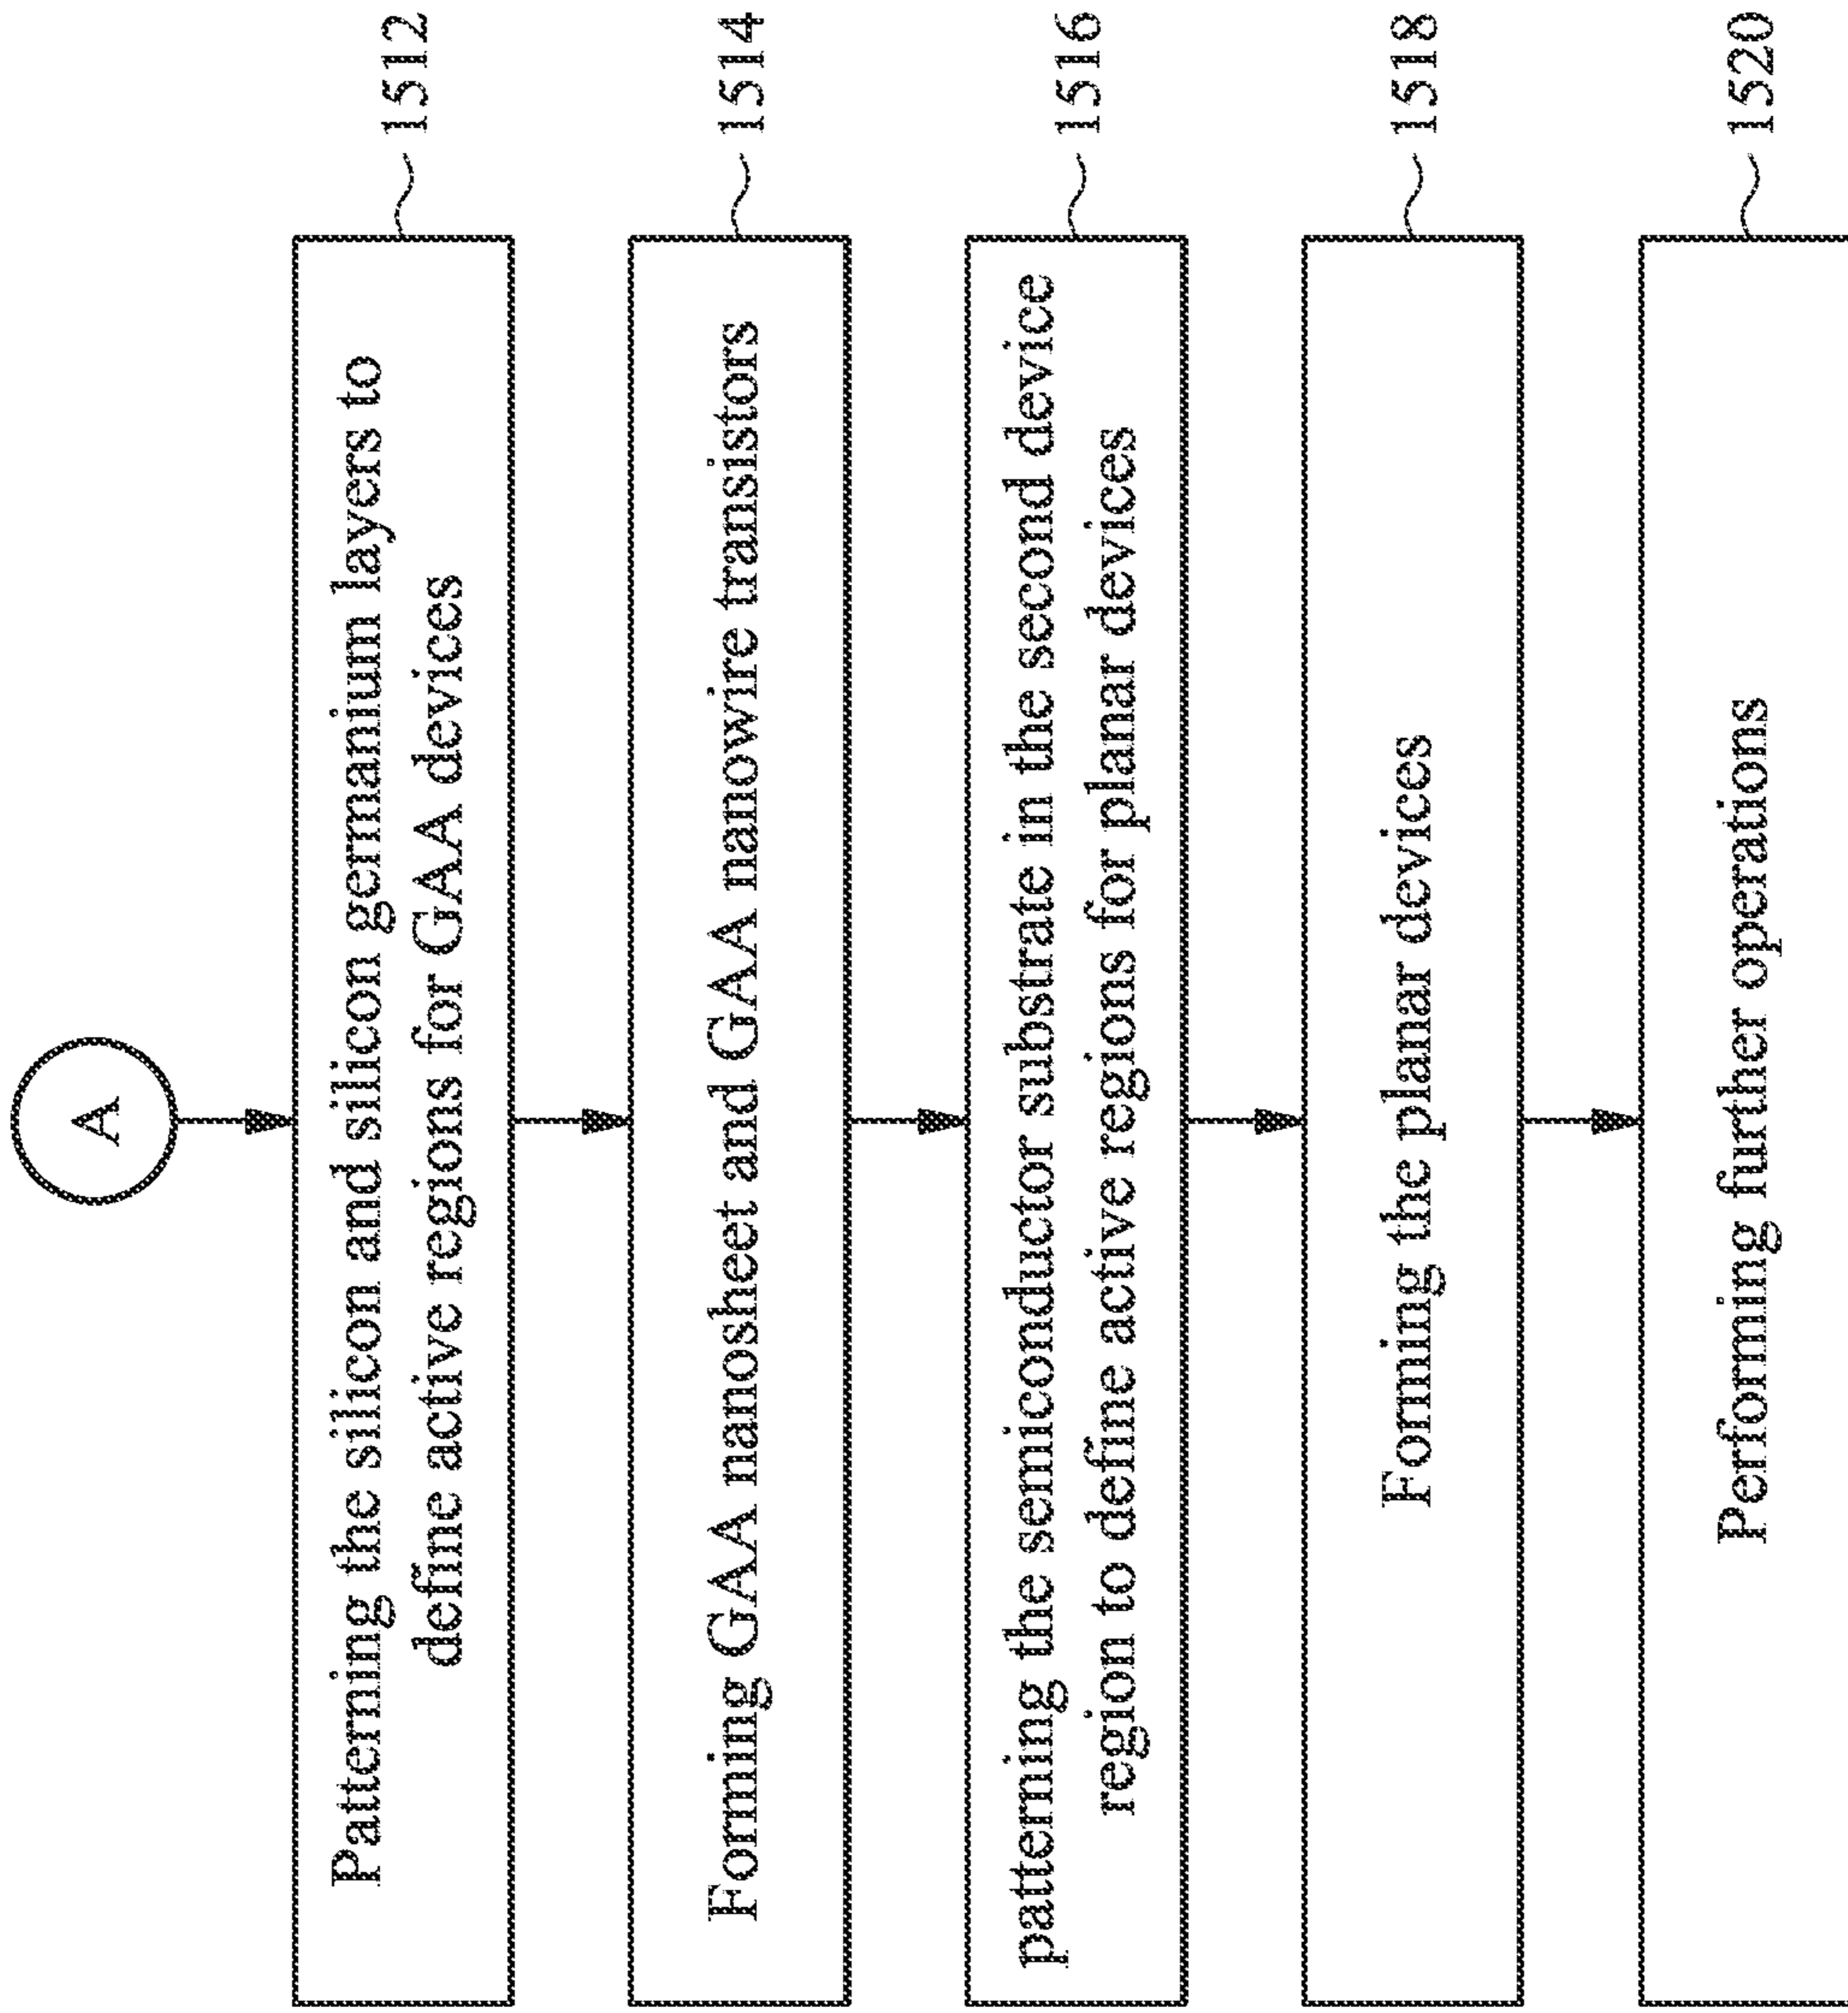 A
Patterning the silicon and silicon germanium layers to
define active regions for GAA devices
1512
Forming GAA nanosheet and GAA nanowire transistors
1514
patterning the semiconductor substrate in the second device
region to define active regions for planar devices
1516
Forming the planar devices
1518
Performing further operations
1520